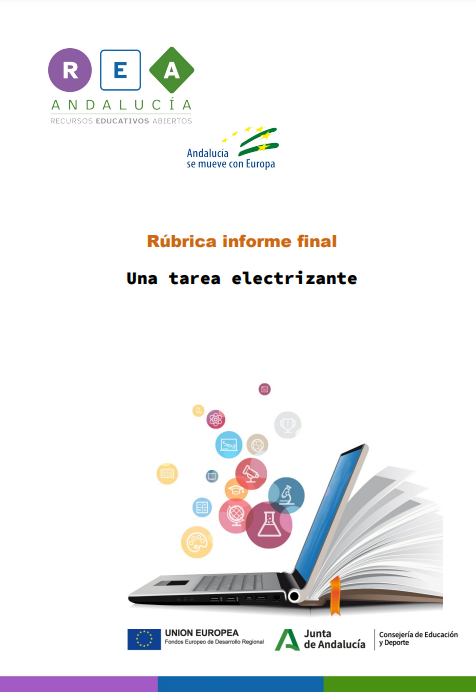 R E A
ANDALUCÍA
RECURSOS EDUCATIVOS ABIERTOS
Andalucía
se mueve con Europa
Rúbrica informe final
Una tarea electrizante
UNION EUROPEA
Fondos Europeo de Desarrollo Regional
Junta
de Andalucía
Consejería de Educación
y Deporte